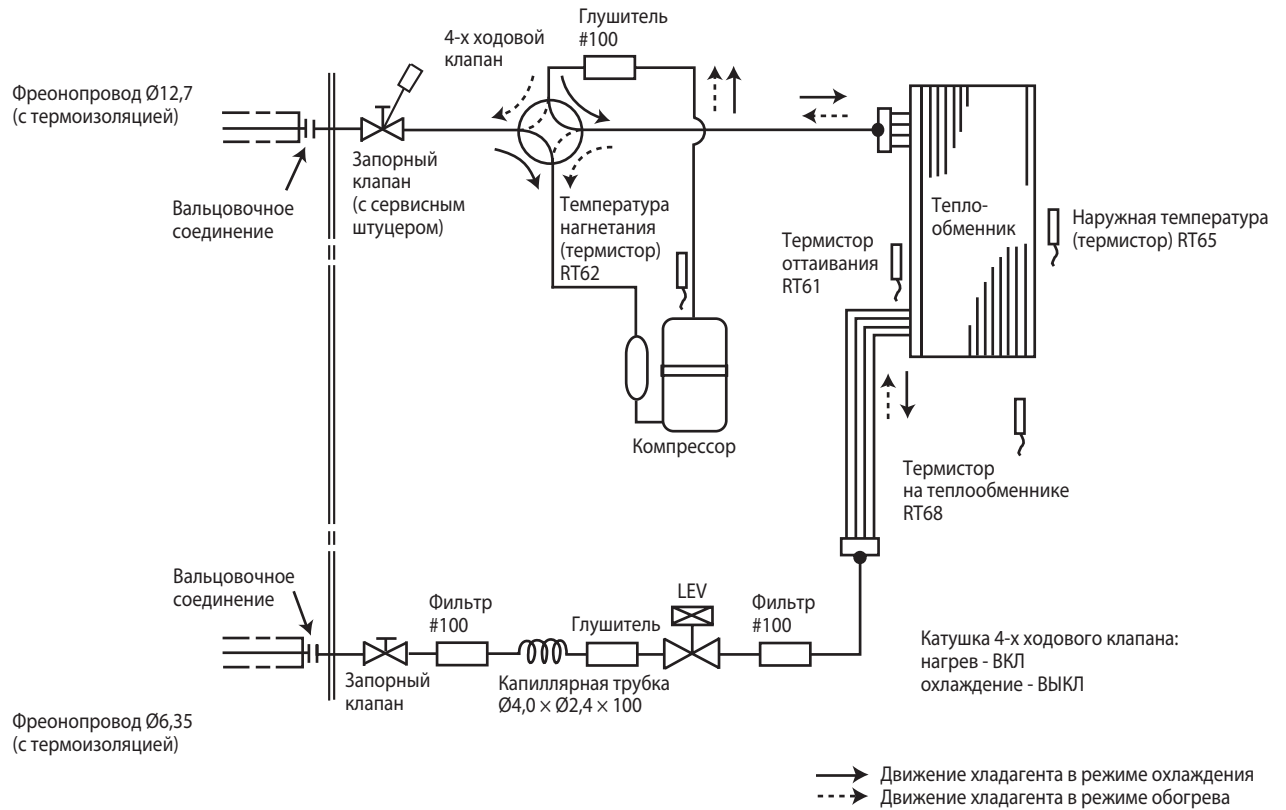 Глушитель
#100
4-х ходовой
клапан
Фреонопровод Ø12,7
(с термоизоляцией)
Вальцовочное
соединение
Запорный
клапан
(с сервисным
штуцером)
Температура
нагнетания
(термистор)
RT62
Термистор
оттаивания
RT61
Тепло-
обменник
Наружная температура
(термистор) RT65
Компрессор
Термистор
на теплообменнике
RT68
Вальцовочное
соединение
Фильтр
#100
Глушитель
LEV
Фильтр
#100
Запорный
клапан
Капиллярная трубка
Ø4,0 × Ø2,4 × 100
Катушка 4-х ходового клапана:
нагрев - ВКЛ
охлаждение - ВЫКЛ
Фреонопровод Ø6,35
(с термоизоляцией)
Движение хладагента в режиме охлаждения
Движение хладагента в режиме обогрева